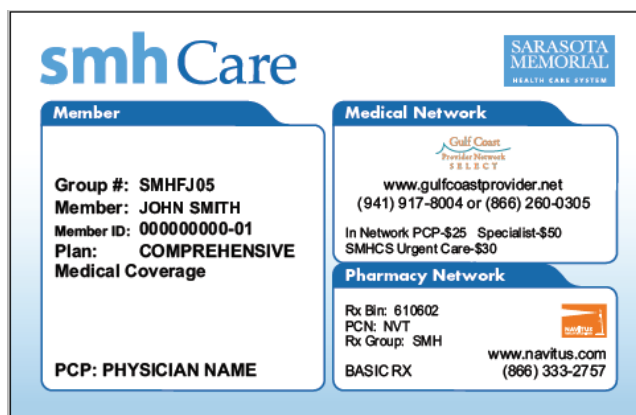 smh Care
SARASOTA
MEMORIAL
HEALTH CARE SYSTEM
Member
Group #: SMHFJ05
Member: JOHN SMITH
Member ID: 000000000-01
Plan: COMPREHENSIVE
Medical Coverage
PCP: PHYSICIAN NAME
Medical Network
Gulf Coast
Provider Network
SELECT
www.gulfcoastprovider.net
(941) 917-8004 or (866) 260-0305
In Network PCP-$25 Specialist-$50
SMHCS Urgent Care-$30
Pharmacy Network
Rx Bin: 610602
PCN: NVT
Rx Group: SMH
BASIC RX
NAVITUS
www.navitus.com
(866) 333-2757